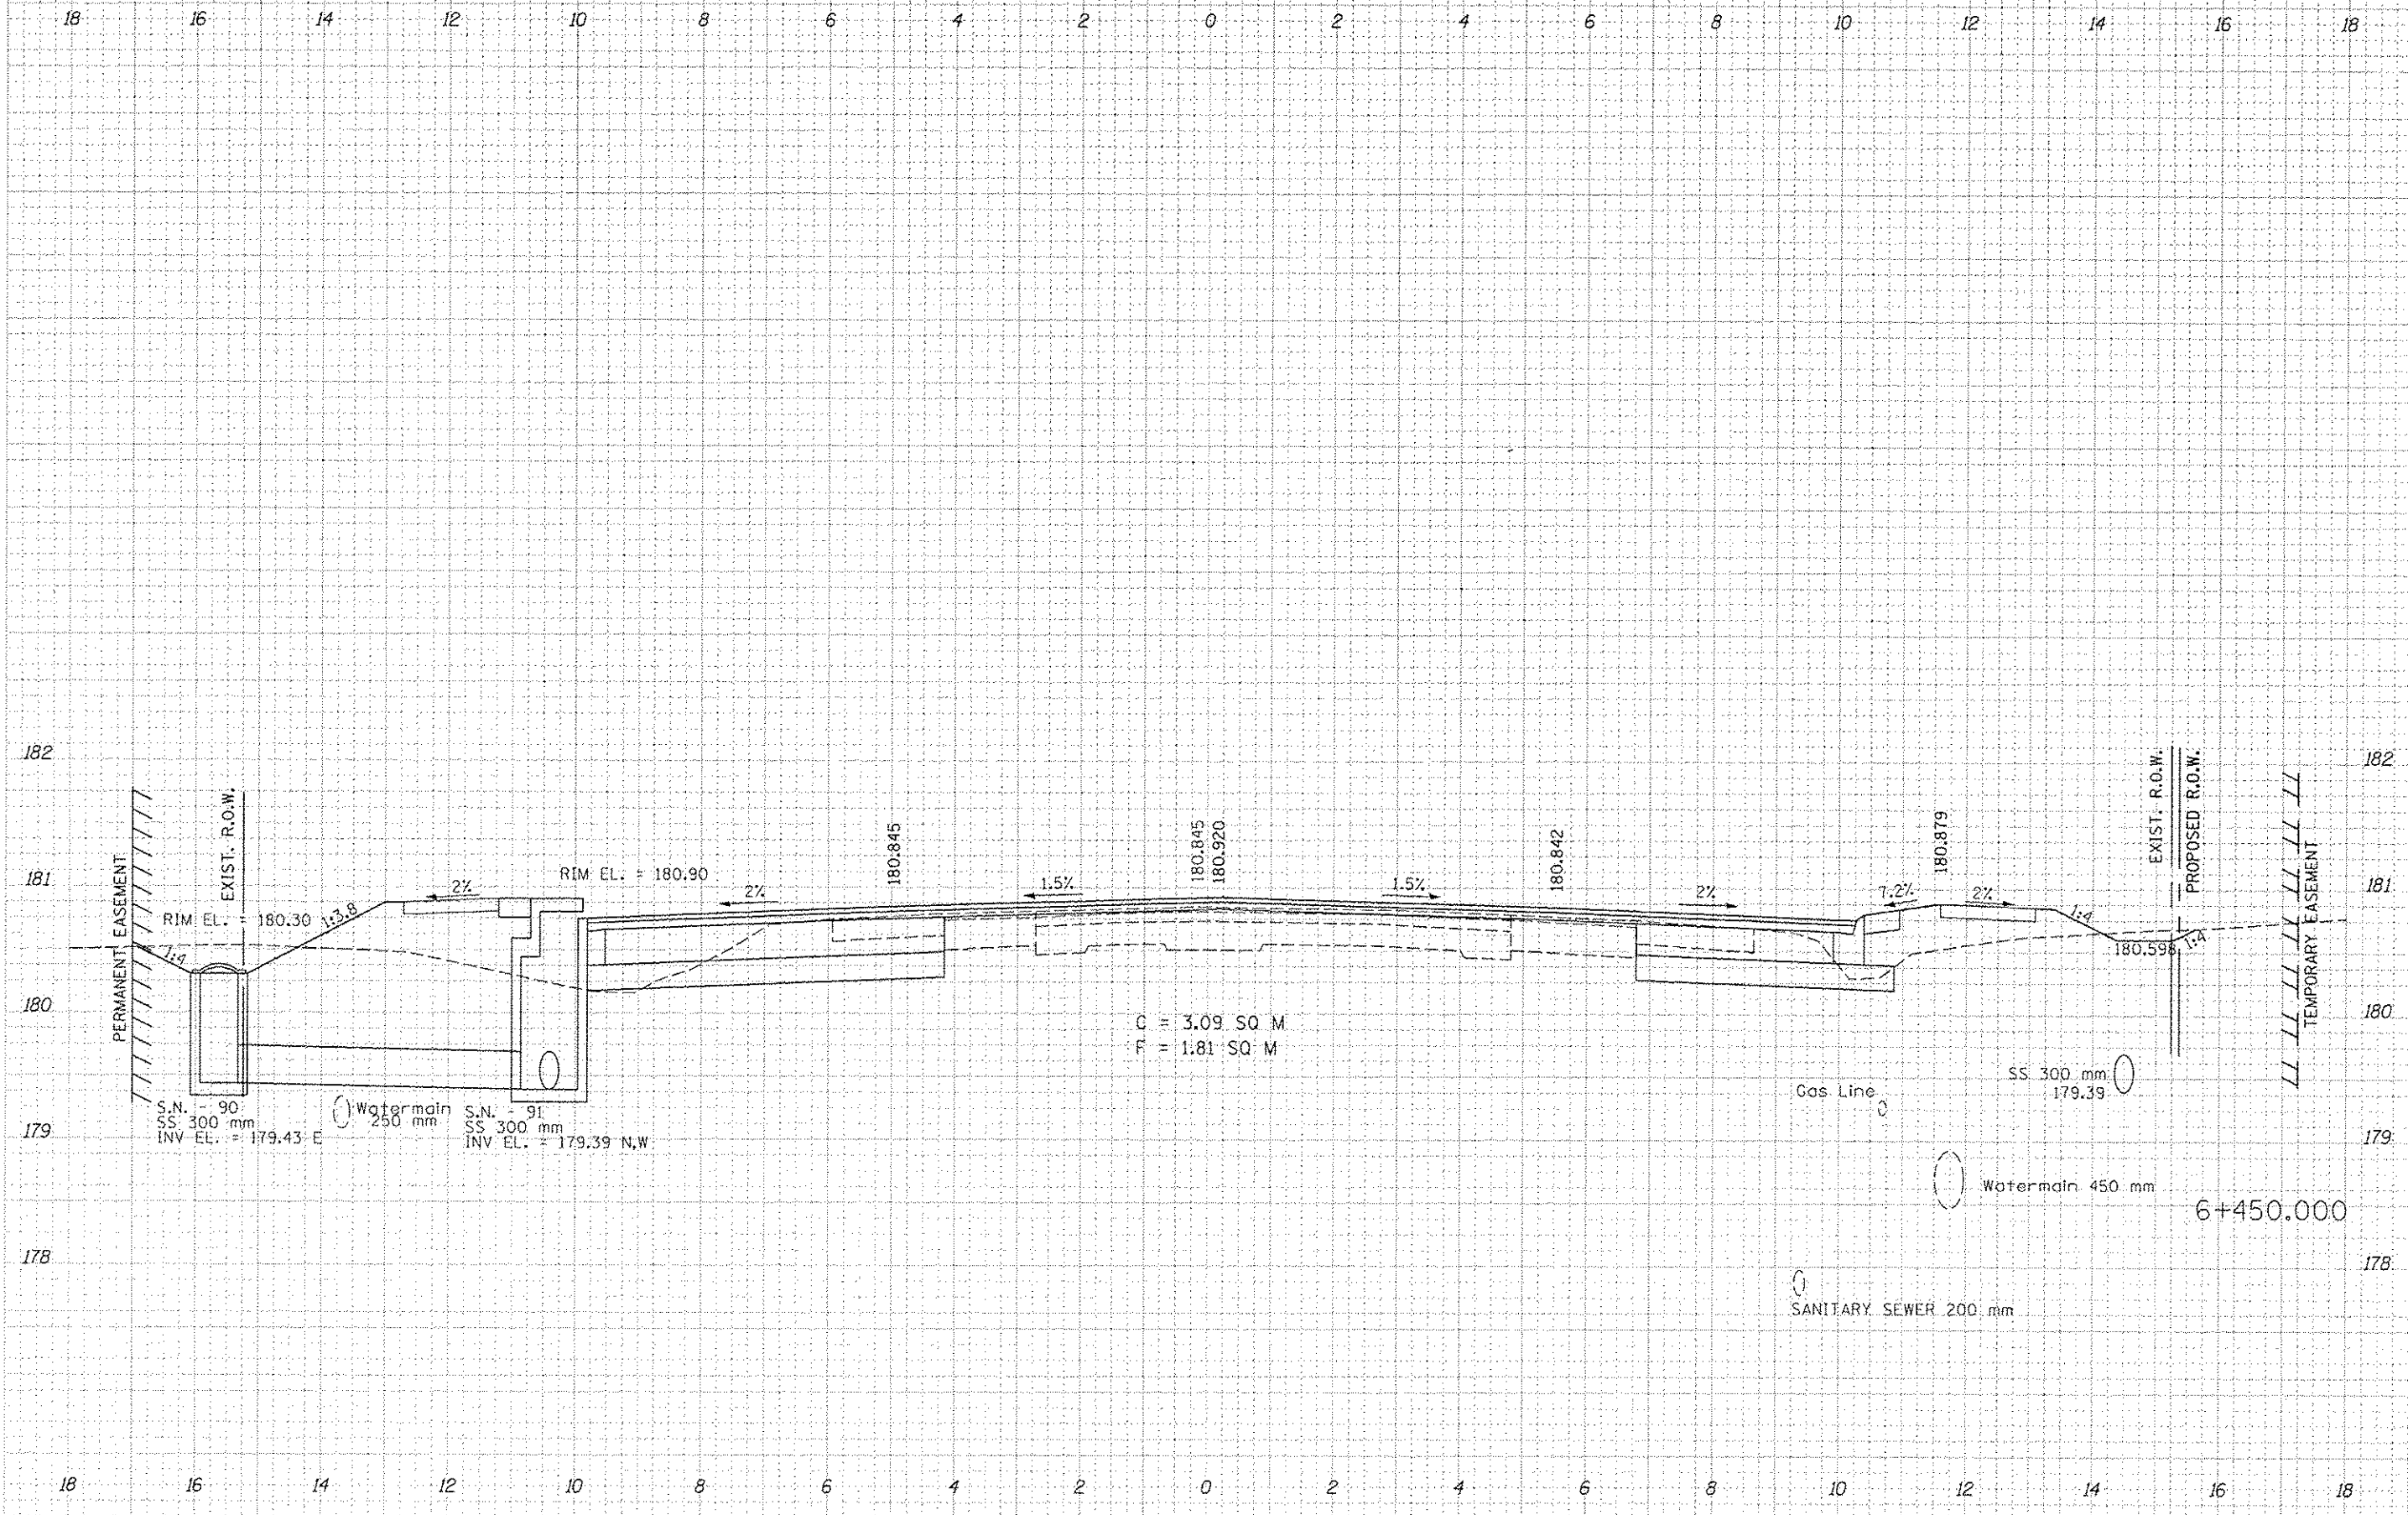 18 16 14 12 10 8 6 4 2 0 2 4 6 8 10 12 14 16 18
182 182
EXIST. R.O.W.
PROPOSED R.O.W.
EXIST. R.O.W.
PERMANENT EASEMENT
TEMPORARY EASEMENT
180.845
180.845
180.920
180.842
180.879
RIM EL. = 180.90
181 181
2% 2% 1.5% 1.5% 2% 7.2% 2%
RIM EL. = 180.30
1:3.8
1:4
1:4
1:4
180.598
180 180
C = 3.09 SQ M
F = 1.81 SQ M
SS 300 mm
179.39
Gas Line
S.N. - 90
SS 300 mm
INV EL. = 179.43 E
Watermain
250 mm
S.N. - 91
SS 300 mm
INV EL. = 179.39 N,W
179 179
Watermain 450 mm
6+450.000
178 178
SANITARY SEWER 200 mm
18 16 14 12 10 8 6 4 2 0 2 4 6 8 10 12 14 16 18